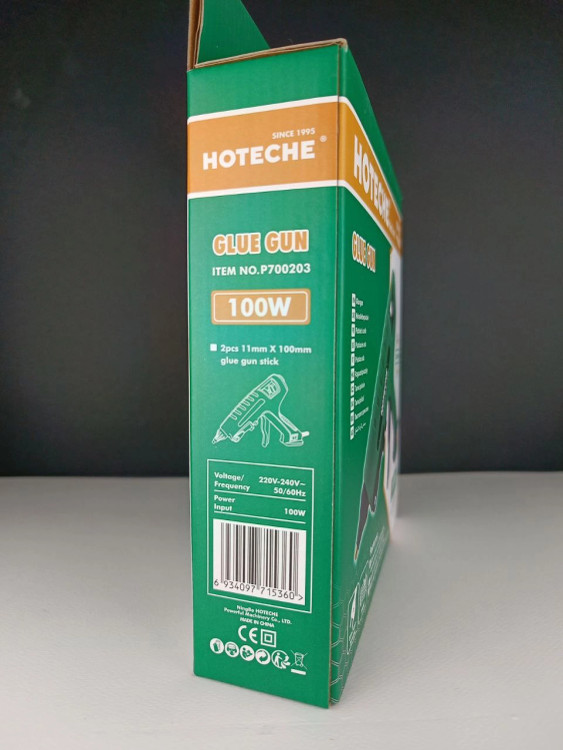 SINCE 1995
HOTECHE®
GLUE GUN
ITEM NO.P700203
100W
2pcs 11mm X 100mm
glue gun stick
Voltage/ 220V-240V~
Frequency 50/60Hz
Power
Input 100W
6 934097 715360 >
Ningbo HOTECHE
Powerful Machinery Co., LTD.
MADE IN CHINA
CE
HOTECHE
GLUE GUN